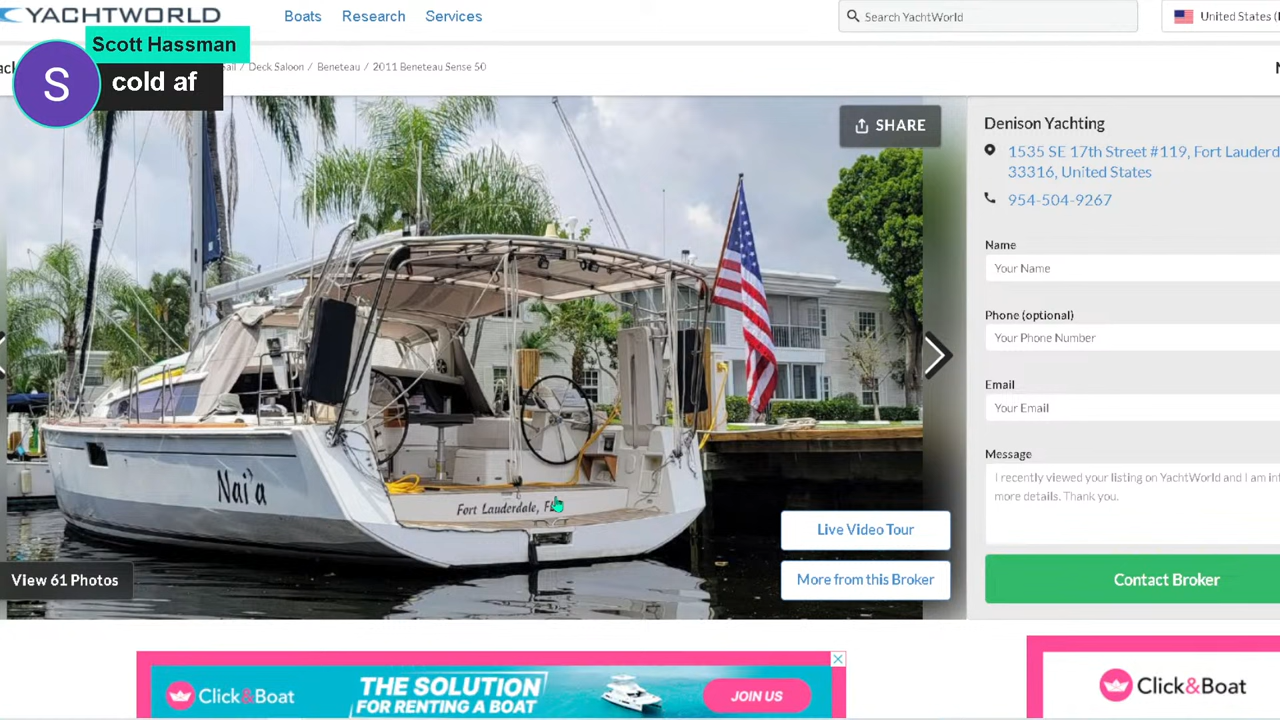 YACHTWORLD
Boats
Research
Services
Search YachtWorld
United States (
Scott Hassman
cold af
/ Deck Saloon / Beneteau / 2011 Beneteau Sense 50
SHARE
Nai'a
Fort Lauderdale, FL
Live Video Tour
More from this Broker
View 61 Photos
Denison Yachting
1535 SE 17th Street #119, Fort Lauderd
33316, United States
954-504-9267
Name
Your Name
Phone (optional)
Your Phone Number
Email
Your Email
Message
I recently viewed your listing on YachtWorld and I am in
more details. Thank you.
Contact Broker
Click&Boat
THE SOLUTION
FOR RENTING A BOAT
JOIN US
Click&Boat